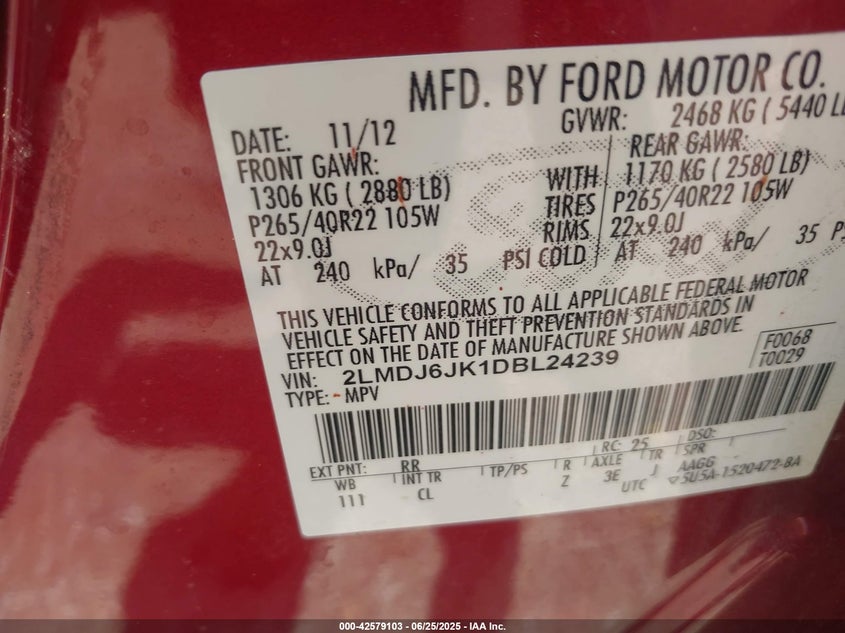 MFD. BY FORD MOTOR CO.
DATE: 11/12 GVWR: 2468 KG ( 5440 L
FRONT GAWR: REAR GAWR:
1306 KG ( 2880 LB) WITH 1170 KG ( 2580 LB)
P265/40R22 105W TIRES P265/40R22 105W
22x9.0J RIMS 22x9.0J
AT 240 kPa/ 35 PSI COLD AT 240 kPa/ 35 PS
THIS VEHICLE CONFORMS TO ALL APPLICABLE FEDERAL MOTOR
VEHICLE SAFETY AND THEFT PREVENTION STANDARDS IN
EFFECT ON THE DATE OF MANUFACTURE SHOWN ABOVE.
VIN: 2LMDJ6JK1DBL24239 F0068
TYPE: MPV T0029
EXT PNT: RR RC: 25 DSO:
WB INT TR TP/PS R AXLE TR SPR
111 CL Z 3E J AAGG
UTC ▽5U5A-1520472-BA
000-42579103 - 06/25/2025 - IAA Inc.